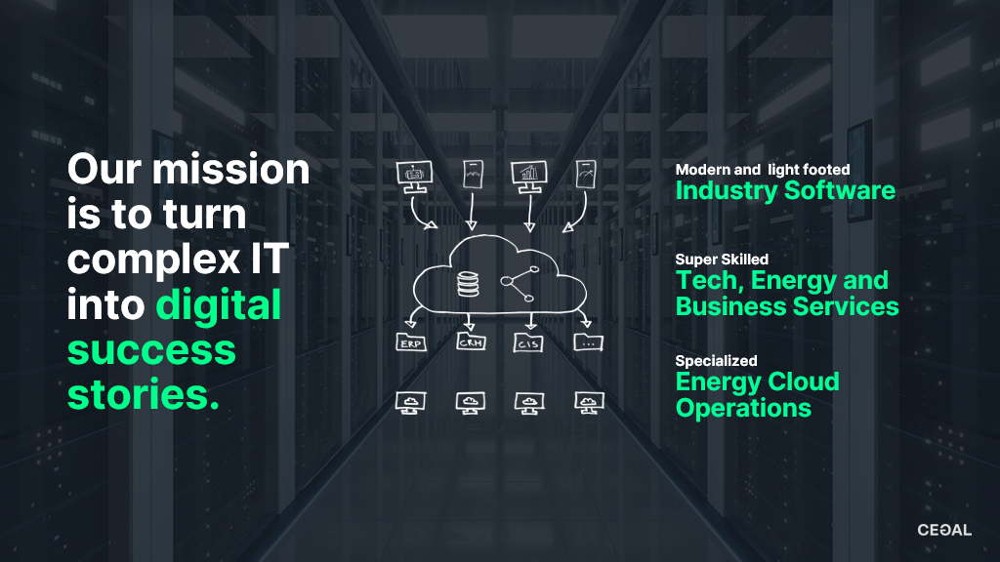 Our mission
is to turn
complex IT
into digital
success
stories.
ERP
CRM
CIS
...
Modern and light footed
Industry Software
Super Skilled
Tech, Energy and
Business Services
Specialized
Energy Cloud
Operations
CEGAL